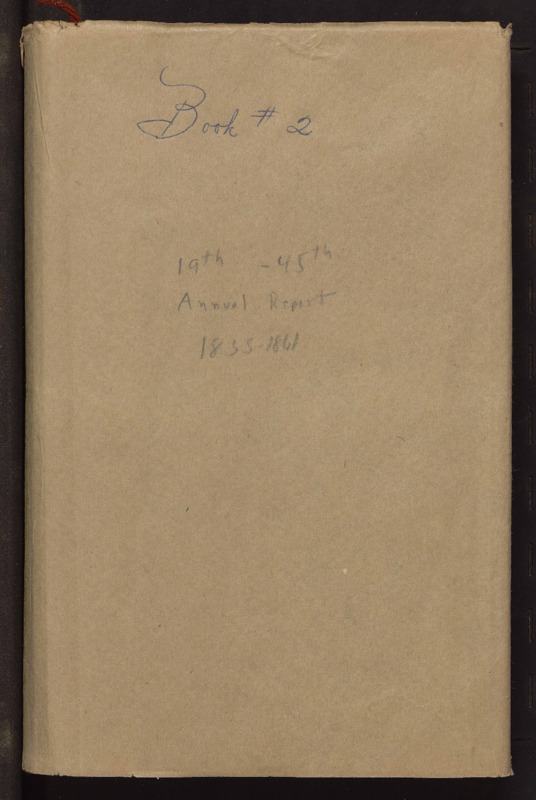 Book # 2
19th - 45th
Annual Report
1835-1861